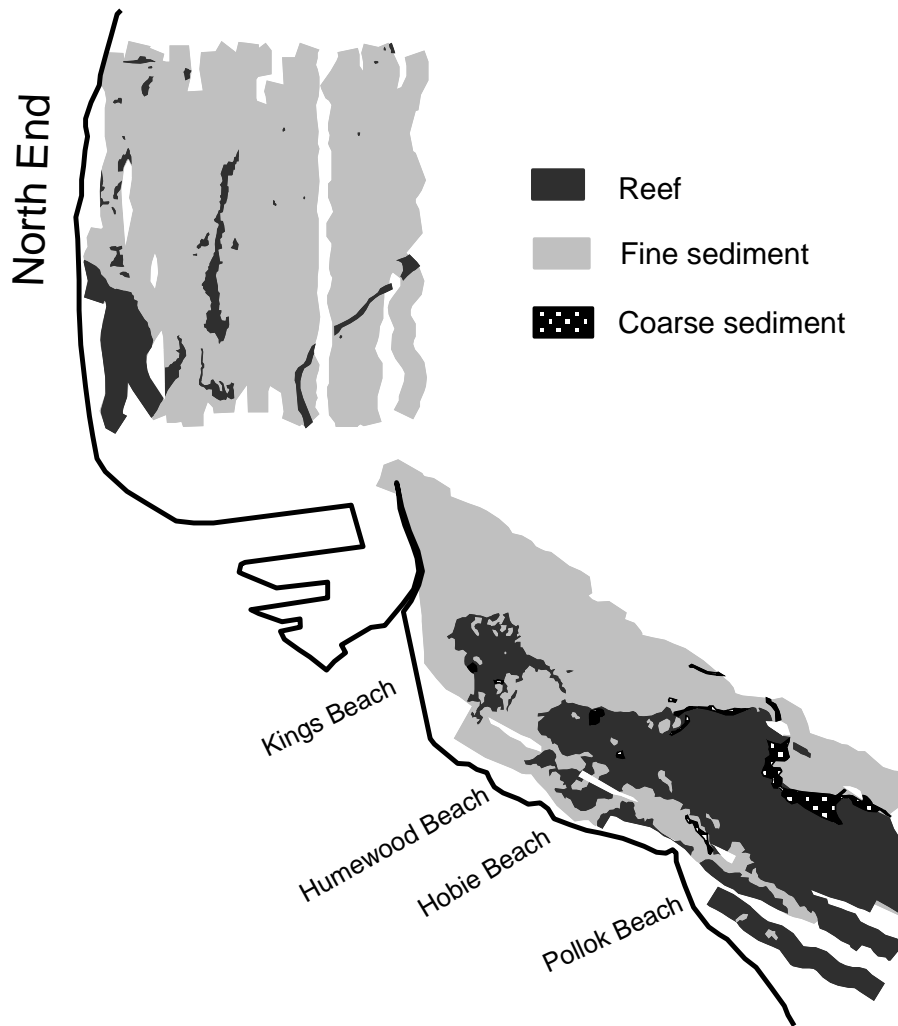 North End
Reef
Fine sediment
Coarse sediment
Kings Beach
Humewood Beach
Hobie Beach
Pollok Beach